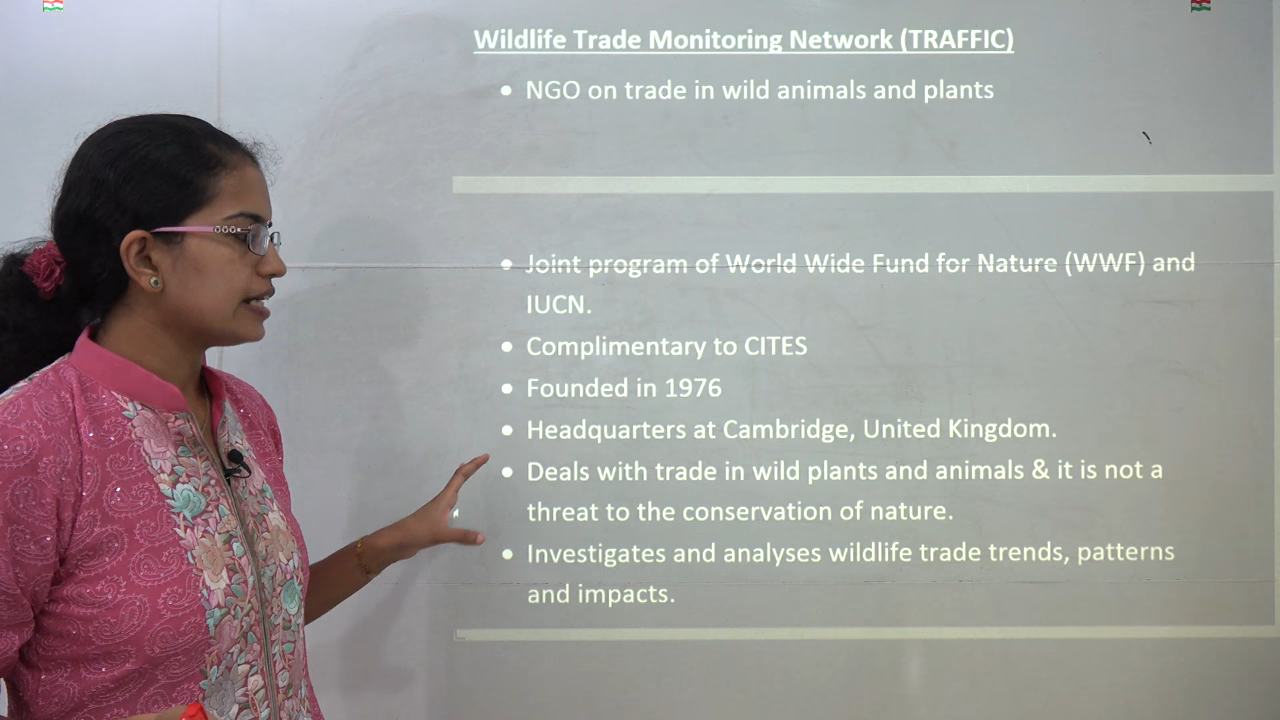 Wildlife Trade Monitoring Network (TRAFFIC)
• NGO on trade in wild animals and plants
• Joint program of World Wide Fund for Nature (WWF) and
IUCN.
• Complimentary to CITES
• Founded in 1976
• Headquarters at Cambridge, United Kingdom.
• Deals with trade in wild plants and animals & it is not a
threat to the conservation of nature.
• Investigates and analyses wildlife trade trends, patterns
and impacts.